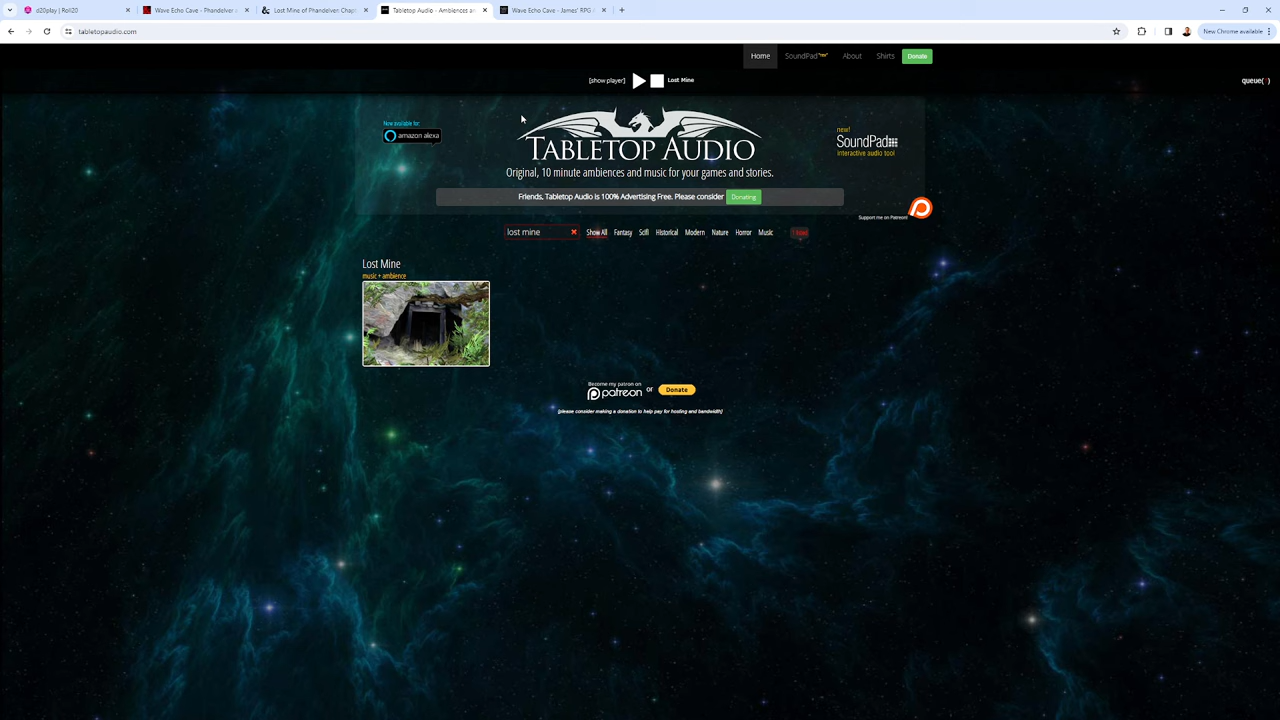 d20play | Roll20
Wave Echo Cave - Phandelver a
Lost Mine of Phandelver: Chapt
Tabletop Audio - Ambiences an
Wave Echo Cave - James' RPG
tabletopaudio.com
New Chrome available
Home
SoundPad *new*
About
Shirts
Donate
[show player]
Lost Mine
Now available for:
amazon alexa
TABLETOP AUDIO
Original, 10 minute ambiences and music for your games and stories.
new!
SoundPad
interactive audio tool
Friends, Tabletop Audio is 100% Advertising Free. Please consider Donating
Support me on Patreon!
lost mine
Show All Fantasy Scifi Historical Modern Nature Horror Music
Lost Mine
music + ambience
Become my patron on
patreon
or
Donate
[please consider making a donation to help pay for hosting and bandwidth]